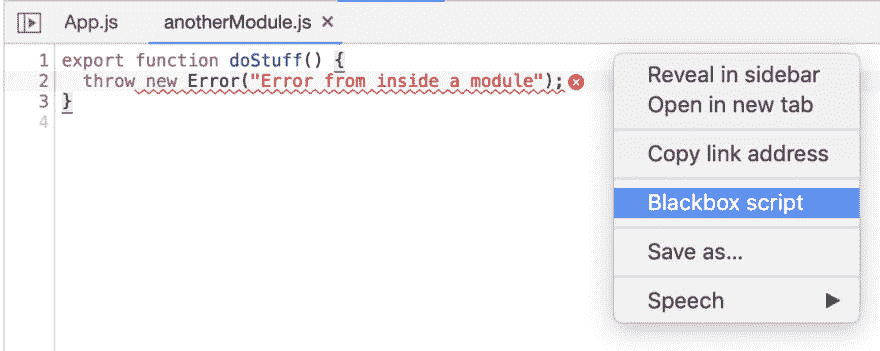 App.js anotherModule.js ×
1 export function doStuff() {
2 throw new Error("Error from inside a module");
3 }
4
Reveal in sidebar
Open in new tab
Copy link address
Blackbox script
Save as...
Speech